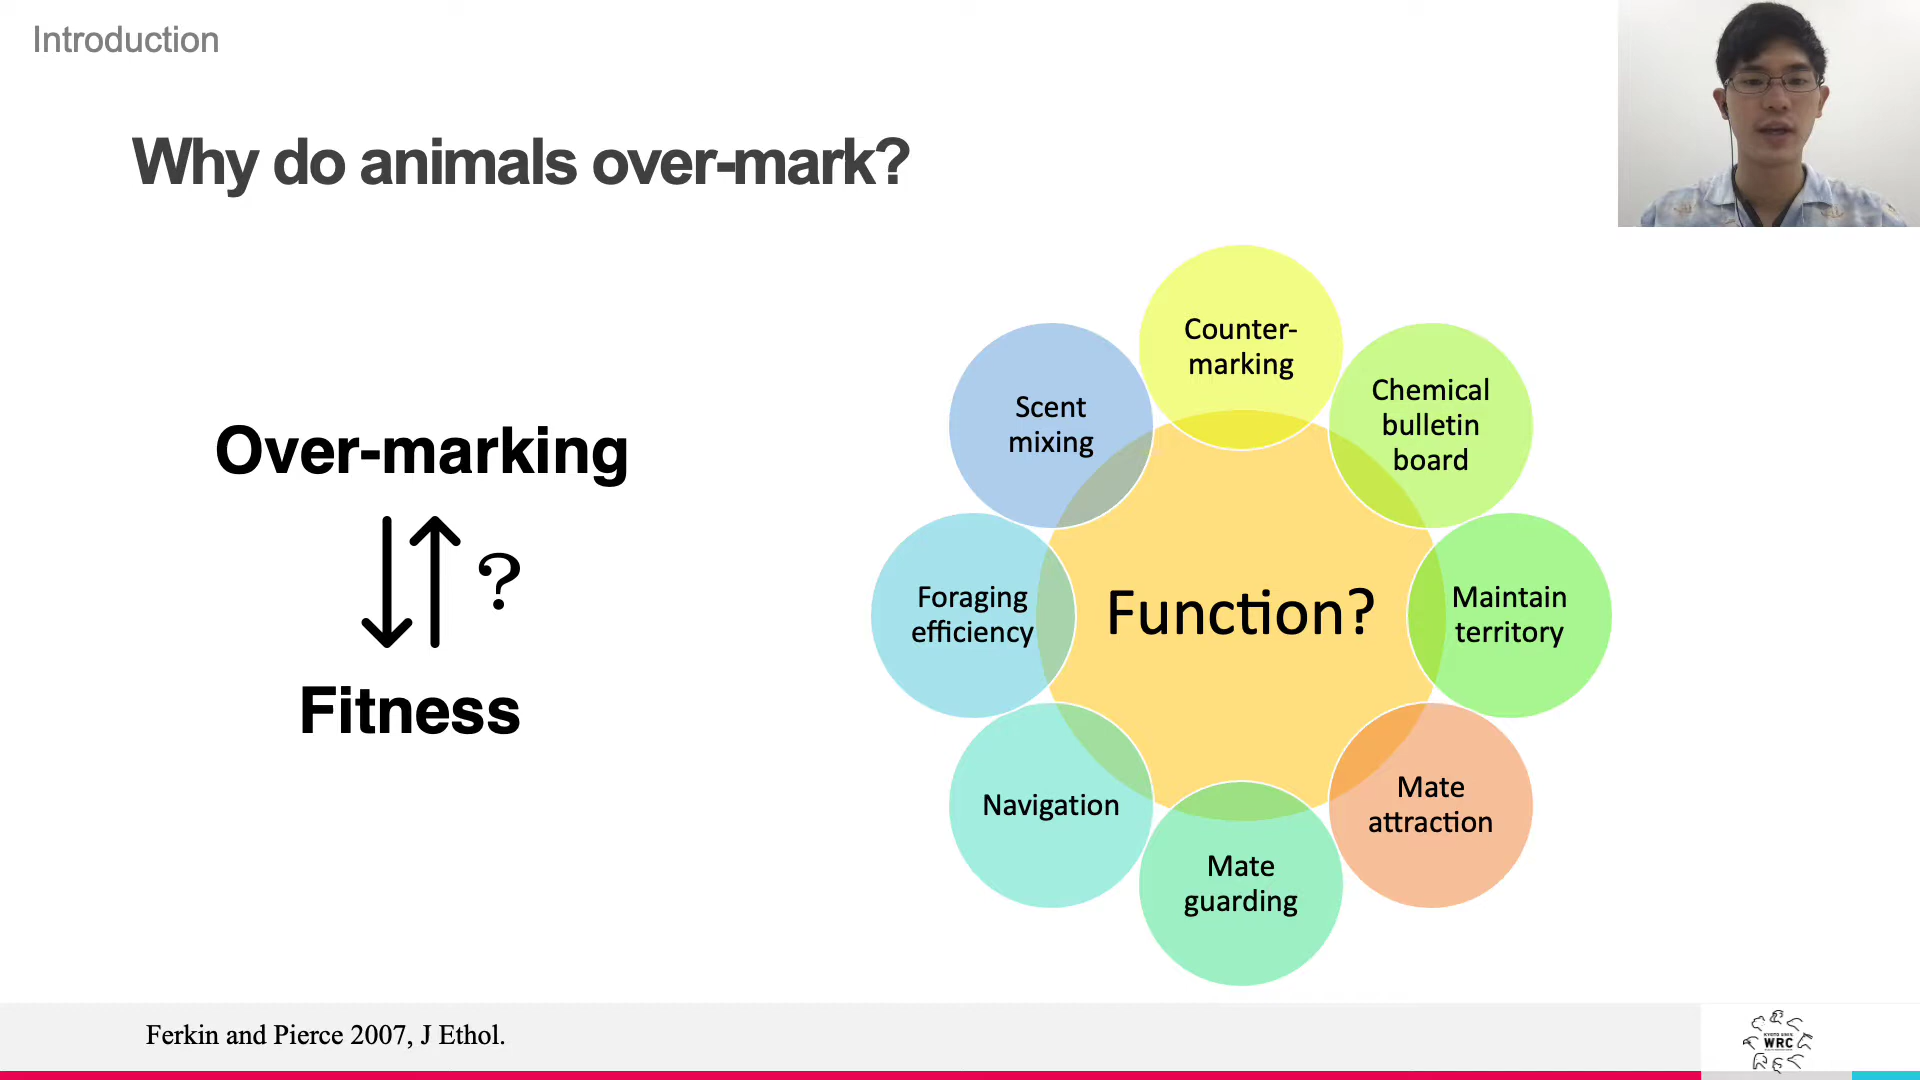 Introduction
Why do animals over-mark?
Over-marking
?
Fitness
Function?
Counter-
marking
Chemical
bulletin
board
Maintain
territory
Mate
attraction
Mate
guarding
Navigation
Foraging
efficiency
Scent
mixing
Ferkin and Pierce 2007, J Ethol.
WRC